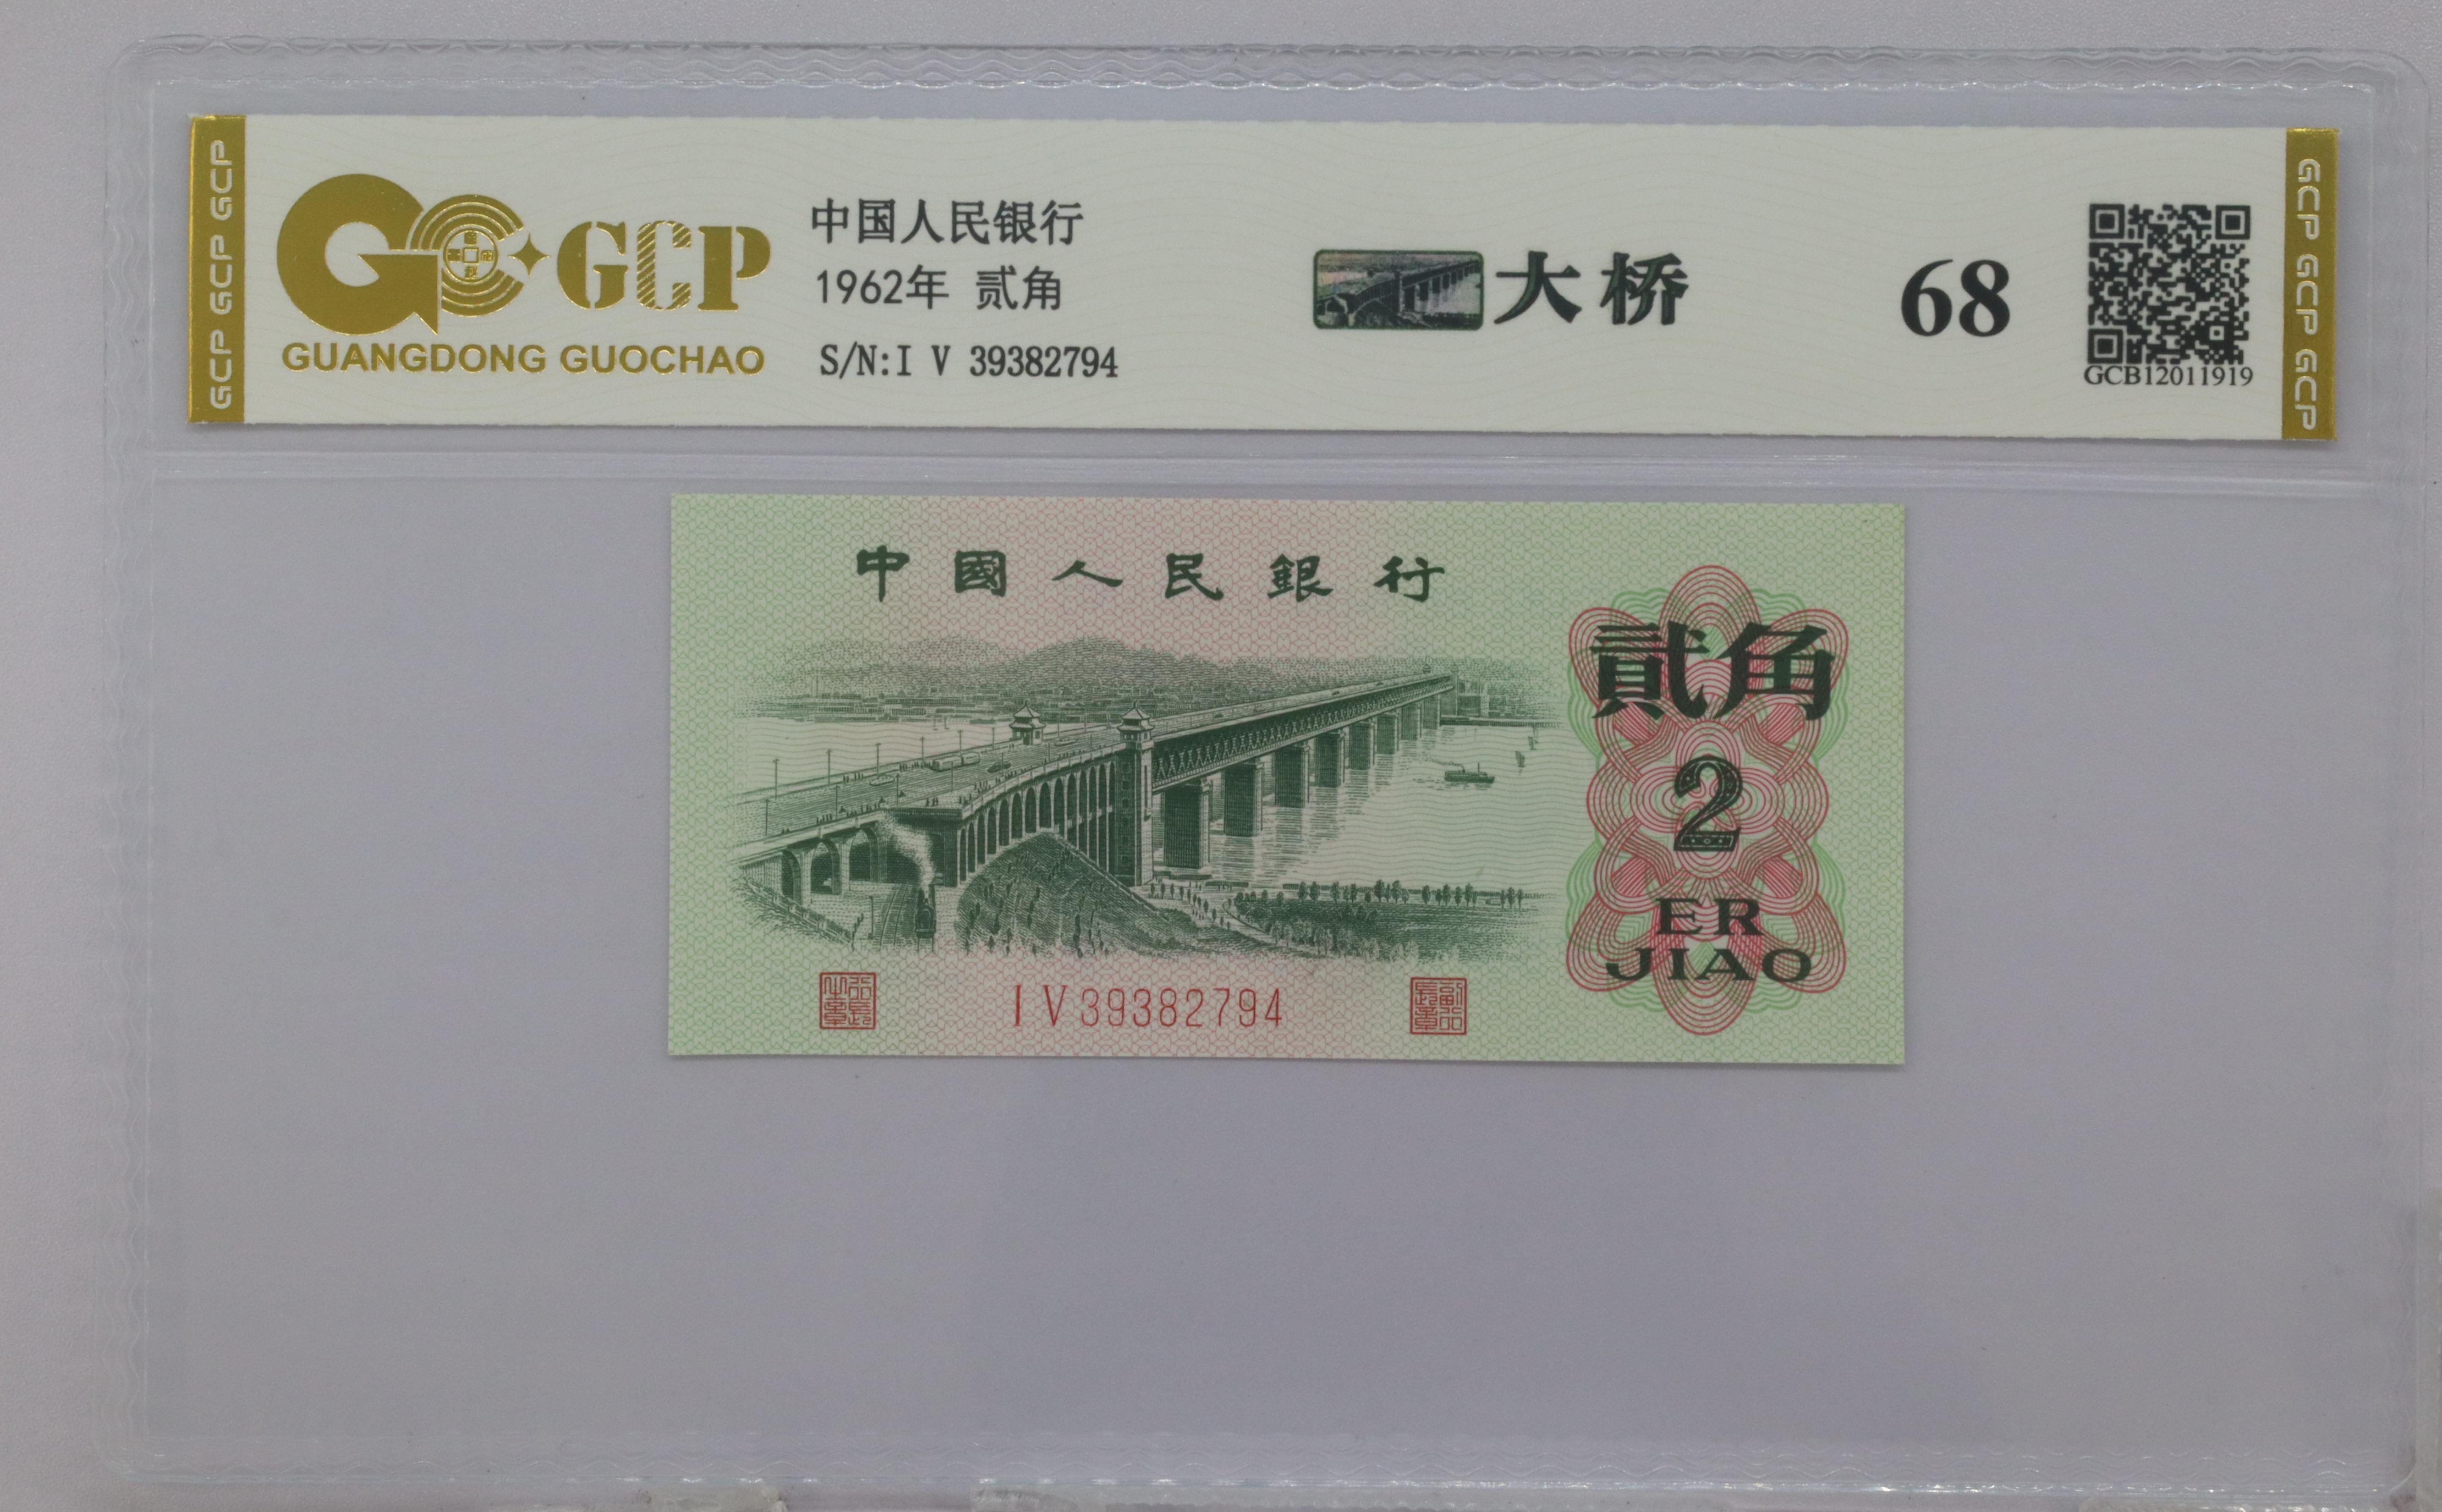 GCP GCP GCP
GCP
GUANGDONG GUOCHAO
中国人民银行
1962年 贰角
S/N:I V 39382794
大桥
68
GCB12011919
GCP GCP GCP
中國人民銀行
貳角
2
ER
JIAO
I V 39382794